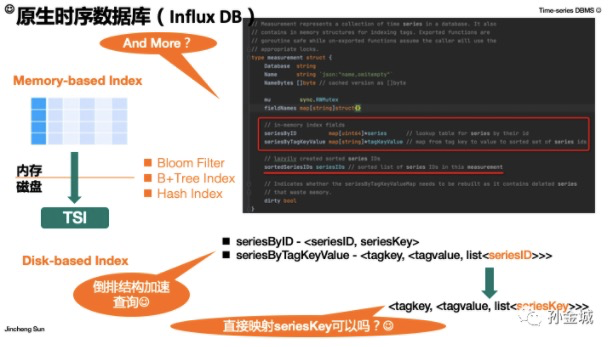 原生时序数据库（Influx DB）
Time-series DBMS
And More？
Memory-based Index
内存
磁盘
TSI
Disk-based Index
Bloom Filter
B+Tree Index
Hash Index
// Measurement represents a collection of time series in a database. It also
// contains in memory structures for indexing tags. Exported functions are
// goroutine safe while un-exported functions assume the caller will use the
// appropriate locks.
type measurement struct {
Database string
Name string `json:"name,omitempty"`
NameBytes []byte // cached version as []byte
mu sync.RWMutex
fieldNames map[string]struct{}
// in-memory index fields
seriesByID map[uint64]*series // lookup table for series by their id
seriesByTagKeyValue map[string]*tagKeyValue // map from tag key to value to sorted set of series ids
// lazyily created sorted series IDs
sortedSeriesIDs seriesIDs // sorted list of series IDs in this measurement
// Indicates whether the seriesByTagKeyValueMap needs to be rebuilt as it contains deleted series
// that waste memory.
dirty bool
}
seriesByID - <seriesID, seriesKey>
seriesByTagKeyValue - <tagkey, <tagvalue, list<seriesID>>>
倒排结构加速
查询
<tagkey, <tagvalue, list<seriesKey>>>
直接映射seriesKey可以吗？
孙金城
Jincheng Sun